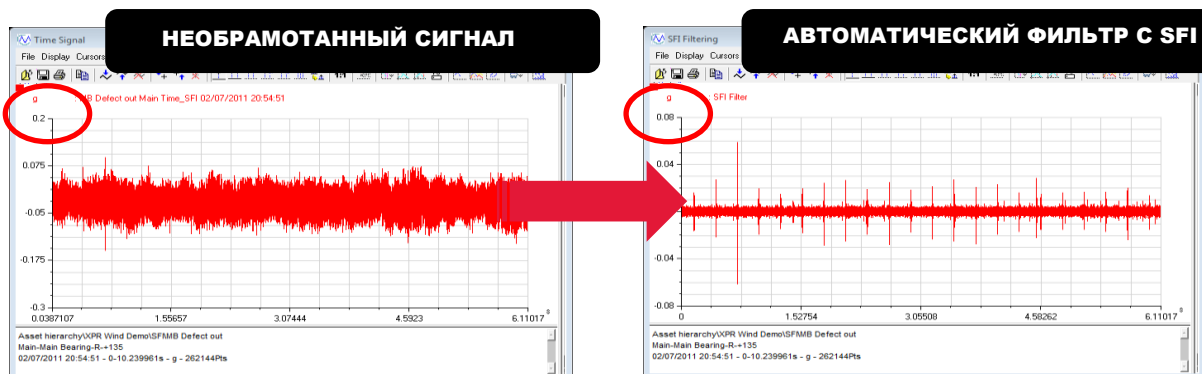 НЕОБРАМОТАННЫЙ СИГНАЛ
Time Signal
File Display Cursors
g
MB Defect out Main Time_SFI 02/07/2011 20:54:51
0.2
0.075
-0.05
-0.175
-0.3
0.0387107 1.55657 3.07444 4.5923 6.11017
s
Asset hierarchy\XPR Wind Demo\SFI\MB Defect out
Main-Main Bearing-R-+135
02/07/2011 20:54:51 - 0-10.239961s - g - 262144Pts
АВТОМАТИЧЕСКИЙ ФИЛЬТР С SFI
SFI Filtering
File Display Cursors
g : SFI Filter
0.08
0.04
-0.04
-0.08
0 1.52754 3.05508 4.58262 6.11017
s
Asset hierarchy\XPR Wind Demo\SFI\MB Defect out
Main-Main Bearing-R-+135
02/07/2011 20:54:51 - 0-10.239961s - g - 262144Pts